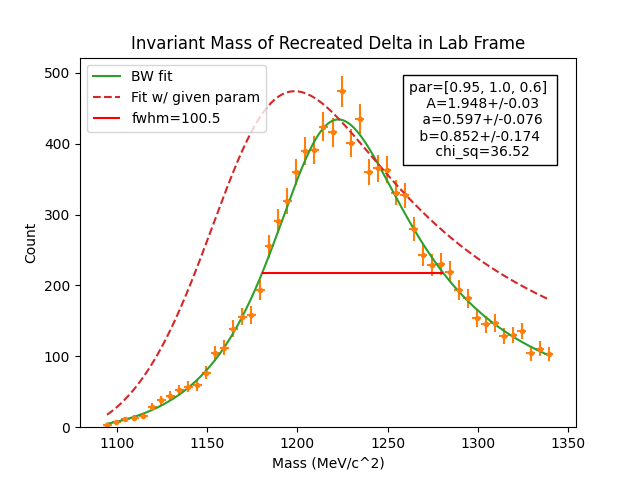 Invariant Mass of Recreated Delta in Lab Frame
BW fit
Fit w/ given param
fwhm=100.5
par=[0.95, 1.0, 0.6]
A=1.948+/-0.03
a=0.597+/-0.076
b=0.852+/-0.174
chi_sq=36.52
500
400
300
200
100
0
Count
1100 1150 1200 1250 1300 1350
Mass (MeV/c^2)